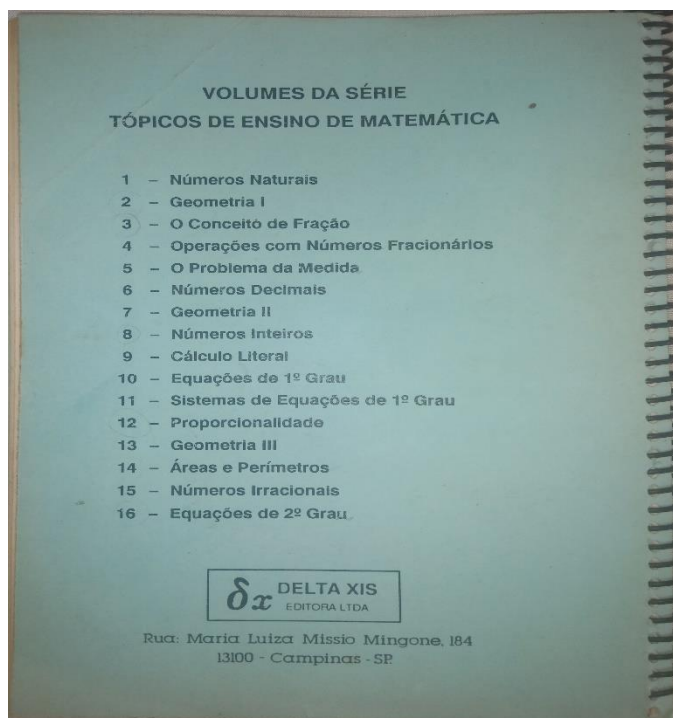 VOLUMES DA SÉRIE
TÓPICOS DE ENSINO DE MATEMÁTICA
1 – Números Naturais
2 – Geometria I
3 – O Conceito de Fração
4 – Operações com Números Fracionários
5 – O Problema da Medida
6 – Números Decimais
7 – Geometria II
8 – Números Inteiros
9 – Cálculo Literal
10 – Equações de 1º Grau
11 – Sistemas de Equações de 1º Grau
12 – Proporcionalidade
13 – Geometria III
14 – Áreas e Perímetros
15 – Números Irracionais
16 – Equações de 2º Grau
δx DELTA XIS
EDITORA LTDA
Rua: Maria Luiza Missio Mingone, 184
13100 - Campinas - SP